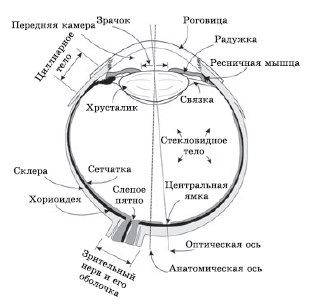 Передняя камера
Зрачок
Роговица
Радужка
Ресничная мышца
Цилиарное
тело
Хрусталик
Связка
Стекловидное
тело
Склера
Сетчатка
Слепое
пятно
Центральная
ямка
Хориоидея
Оптическая ось
Зрительный
нерв и его
оболочка
Анатомическая ось